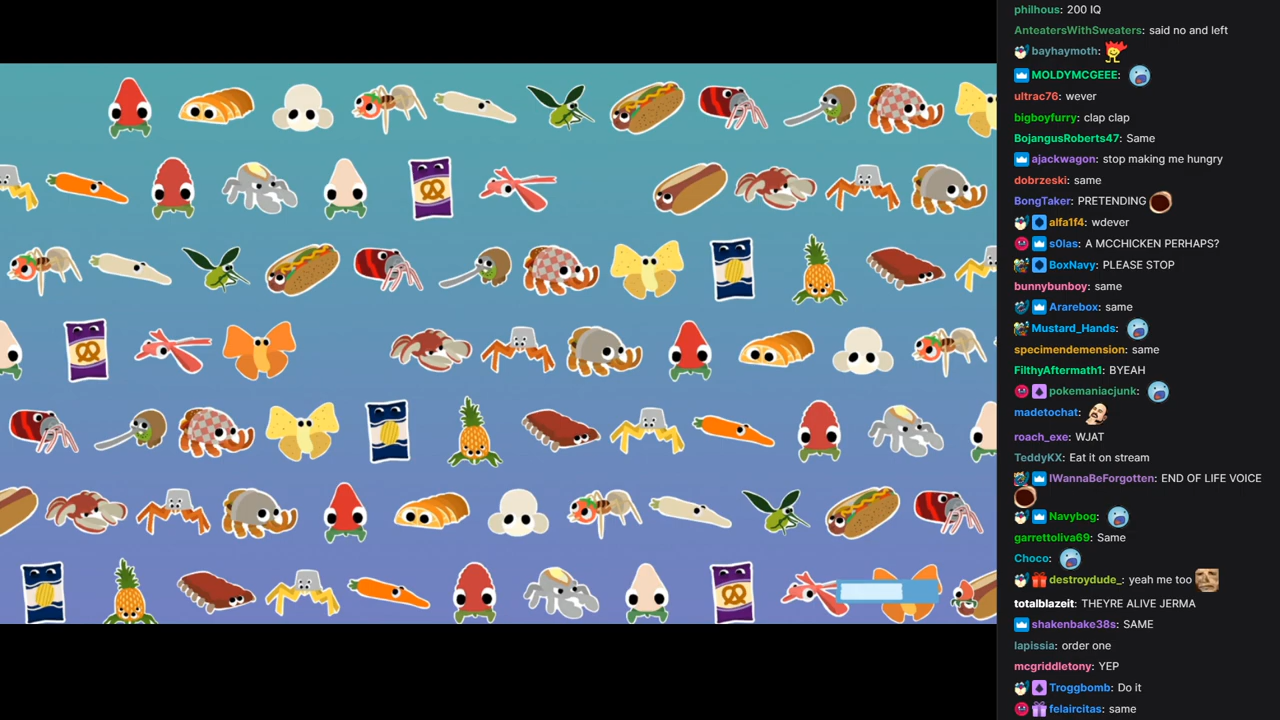 philhous: 200 IQ
AnteatersWithSweaters: said no and left
bayhaymoth:
MOLDYMCGEEE:
ultrac76: wever
bigboyfurry: clap clap
BojangusRoberts47: Same
ajackwagon: stop making me hungry
dobrzeski: same
BongTaker: PRETENDING
alfa1f4: wdever
s0las: A MCCHICKEN PERHAPS?
BoxNavy: PLEASE STOP
bunnybunboy: same
Ararebox: same
Mustard_Hands:
specimendemension: same
FilthyAftermath1: BYEAH
pokemaniacjunk:
madetochat:
roach_exe: WJAT
TeddyKX: Eat it on stream
IWannaBeForgotten: END OF LIFE VOICE
Navybog:
garrettoliva69: Same
Choco:
destroydude_: yeah me too
totalblazeit: THEYRE ALIVE JERMA
shakenbake38s: SAME
lapissia: order one
mcgriddletony: YEP
Troggbomb: Do it
felaircitas: same